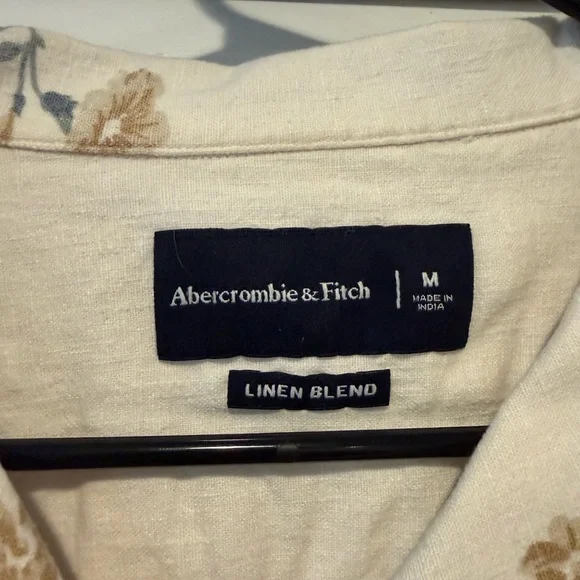 Abercrombie & Fitch
M
MADE IN
INDIA
LINEN BLEND